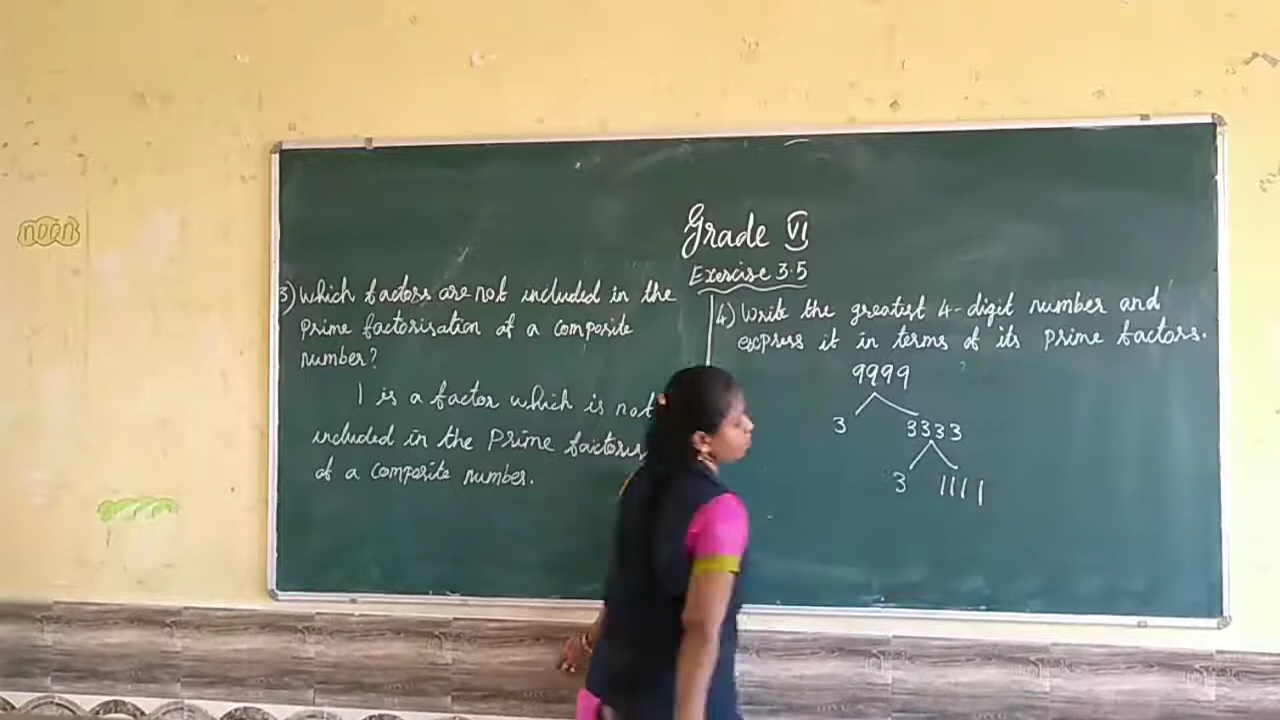 noon
Grade VI
Exercise 3.5
3) Which factors are not included in the
Prime factorisation of a composite
number?
1 is a factor which is not
included in the Prime
of a composite number.
4) Write the greatest 4-digit number and
express it in terms of its prime factors.
9999
3 3333
3 1111